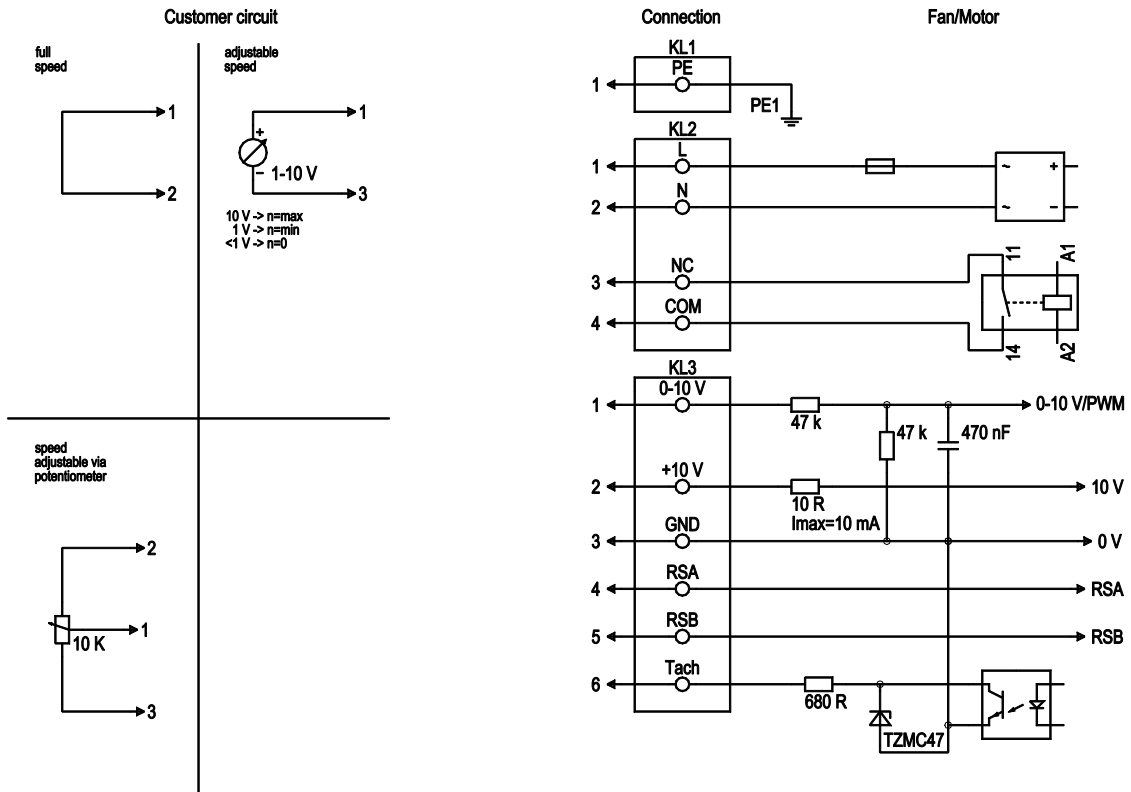 Customer circuit
Connection
Fan/Motor
full
speed
adjustable
speed
1
2
1
+
–
1-10 V
3
10 V -> n=max
1 V -> n=min
<1 V -> n=0
speed
adjustable via
potentiometer
2
1
10 K
3
KL1
PE
1
PE1
KL2
L
1
~
+
N
2
~
–
NC
3
11
A1
COM
4
14
A2
KL3
0-10 V
1
47 k
0-10 V/PWM
47 k
470 nF
+10 V
2
10 R
Imax=10 mA
10 V
GND
3
0 V
RSA
4
RSA
RSB
5
RSB
Tach
6
680 R
TZMC47